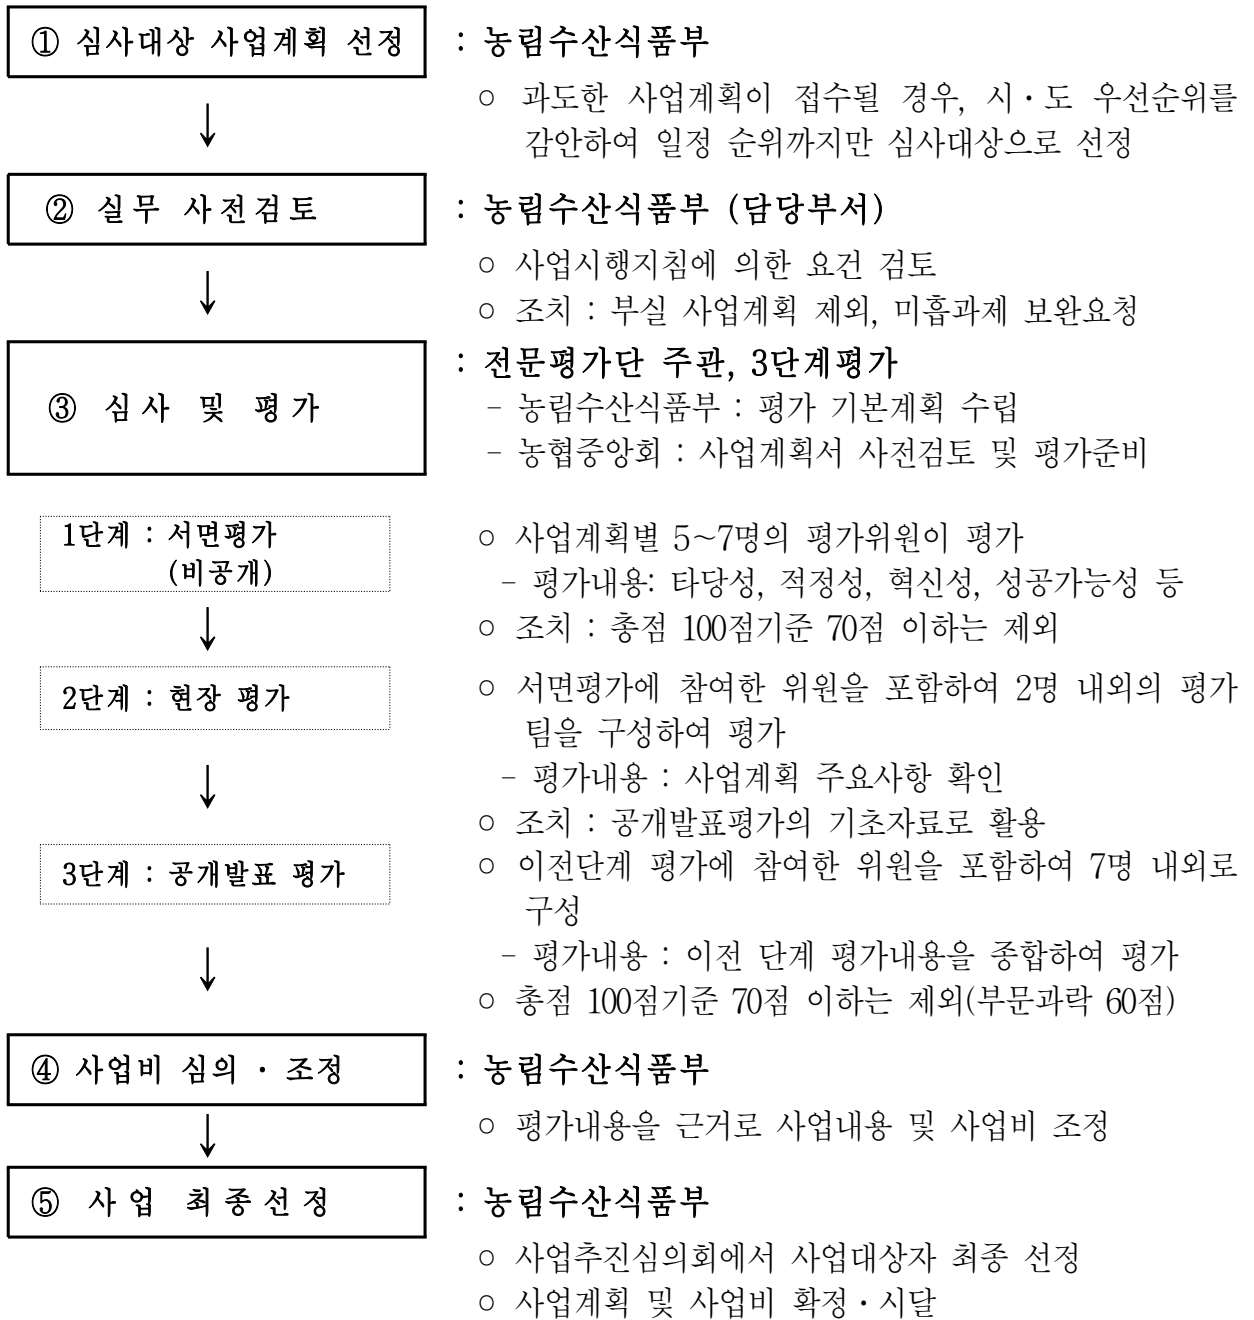 ① 심사대상 사업계획 선정 : 농림수산식품부
ㅇ 과도한 사업계획이 접수될 경우, 시・도 우선순위를
감안하여 일정 순위까지만 심사대상으로 선정
↓
② 실무 사전검토 : 농림수산식품부 (담당부서)
ㅇ 사업시행지침에 의한 요건 검토
↓
ㅇ 조치 : 부실 사업계획 제외, 미흡과제 보완요청
: 전문평가단 주관, 3단계평가
③ 심사 및 평가
- 농림수산식품부 : 평가 기본계획 수립
- 농협중앙회 : 사업계획서 사전검토 및 평가준비
1단계 : 서면평가
(비공개)
ㅇ 사업계획별 5~7명의 평가위원이 평가
- 평가내용: 타당성, 적정성, 혁신성, 성공가능성 등
↓
ㅇ 조치 : 총점 100점기준 70점 이하는 제외
2단계 : 현장 평가
ㅇ 서면평가에 참여한 위원을 포함하여 2명 내외의 평가
팀을 구성하여 평가
- 평가내용 : 사업계획 주요사항 확인
↓
ㅇ 조치 : 공개발표평가의 기초자료로 활용
3단계 : 공개발표 평가
ㅇ 이전단계 평가에 참여한 위원을 포함하여 7명 내외로
구성
- 평가내용 : 이전 단계 평가내용을 종합하여 평가
↓
ㅇ 총점 100점기준 70점 이하는 제외(부문과락 60점)
④ 사업비 심의・조정 : 농림수산식품부
↓
ㅇ 평가내용을 근거로 사업내용 및 사업비 조정
⑤ 사업 최종선정 : 농림수산식품부
ㅇ 사업추진심의회에서 사업대상자 최종 선정
ㅇ 사업계획 및 사업비 확정・시달